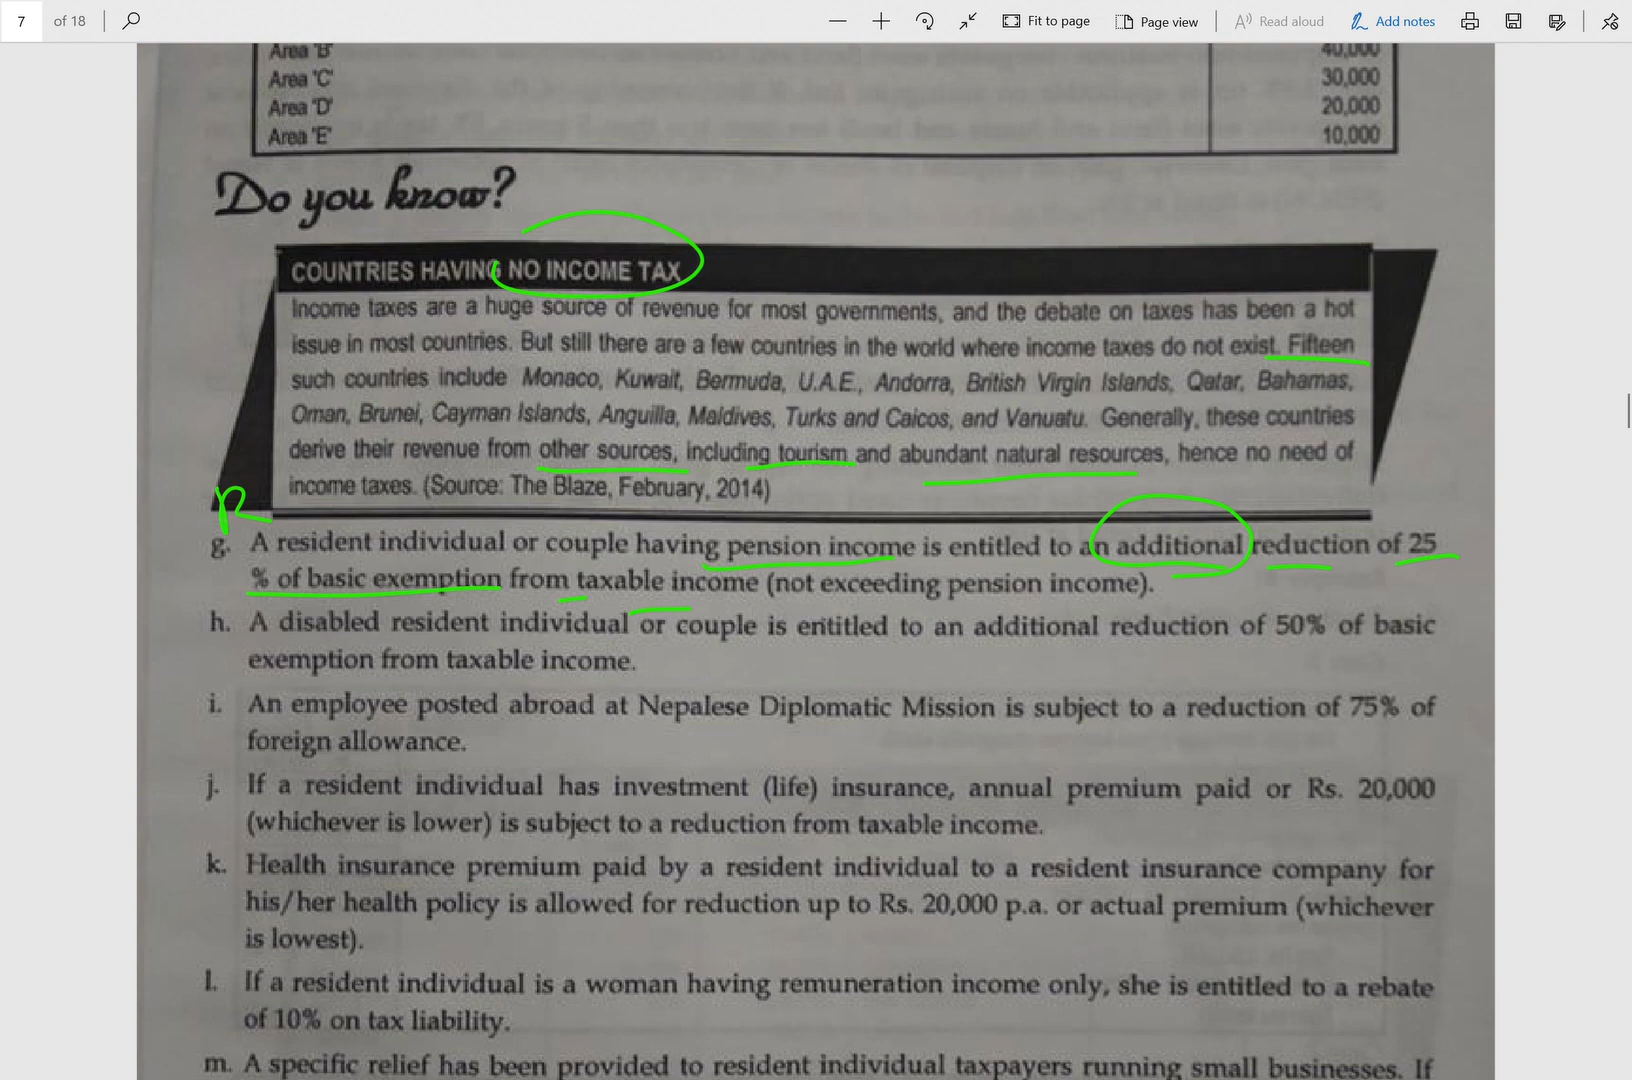 7 of 18 Fit to page Page view Read aloud Add notes
Area 'B' 40,000
Area 'C' 30,000
Area 'D' 20,000
Area 'E' 10,000
Do you know?
COUNTRIES HAVING NO INCOME TAX
Income taxes are a huge source of revenue for most governments, and the debate on taxes has been a hot
issue in most countries. But still there are a few countries in the world where income taxes do not exist. Fifteen
such countries include Monaco, Kuwait, Bermuda, U.A.E., Andorra, British Virgin Islands, Qatar, Bahamas,
Oman, Brunei, Cayman Islands, Anguilla, Maldives, Turks and Caicos, and Vanuatu. Generally, these countries
derive their revenue from other sources, including tourism and abundant natural resources, hence no need of
income taxes. (Source: The Blaze, February, 2014)
R
g. A resident individual or couple having pension income is entitled to an additional reduction of 25
% of basic exemption from taxable income (not exceeding pension income).
h. A disabled resident individual or couple is entitled to an additional reduction of 50% of basic
exemption from taxable income.
i. An employee posted abroad at Nepalese Diplomatic Mission is subject to a reduction of 75% of
foreign allowance.
j. If a resident individual has investment (life) insurance, annual premium paid or Rs. 20,000
(whichever is lower) is subject to a reduction from taxable income.
k. Health insurance premium paid by a resident individual to a resident insurance company for
his/her health policy is allowed for reduction up to Rs. 20,000 p.a. or actual premium (whichever
is lowest).
l. If a resident individual is a woman having remuneration income only, she is entitled to a rebate
of 10% on tax liability.
m. A specific relief has been provided to resident individual taxpayers running small businesses. If